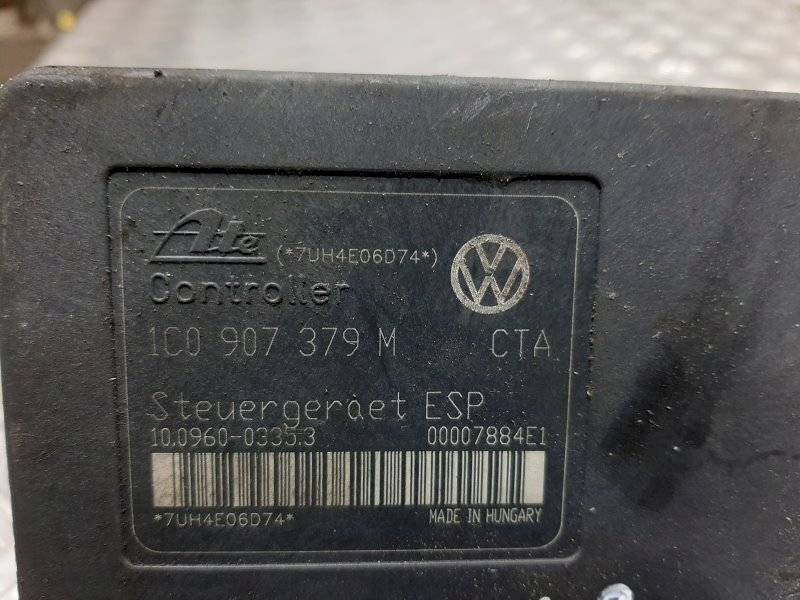 Ate (*7UH4E06D74*)
Controller
1C0 907 379 M CTA
Steuergeraet ESP
10.0960-0335.3 00007884E1
*7UH4E06D74* MADE IN HUNGARY